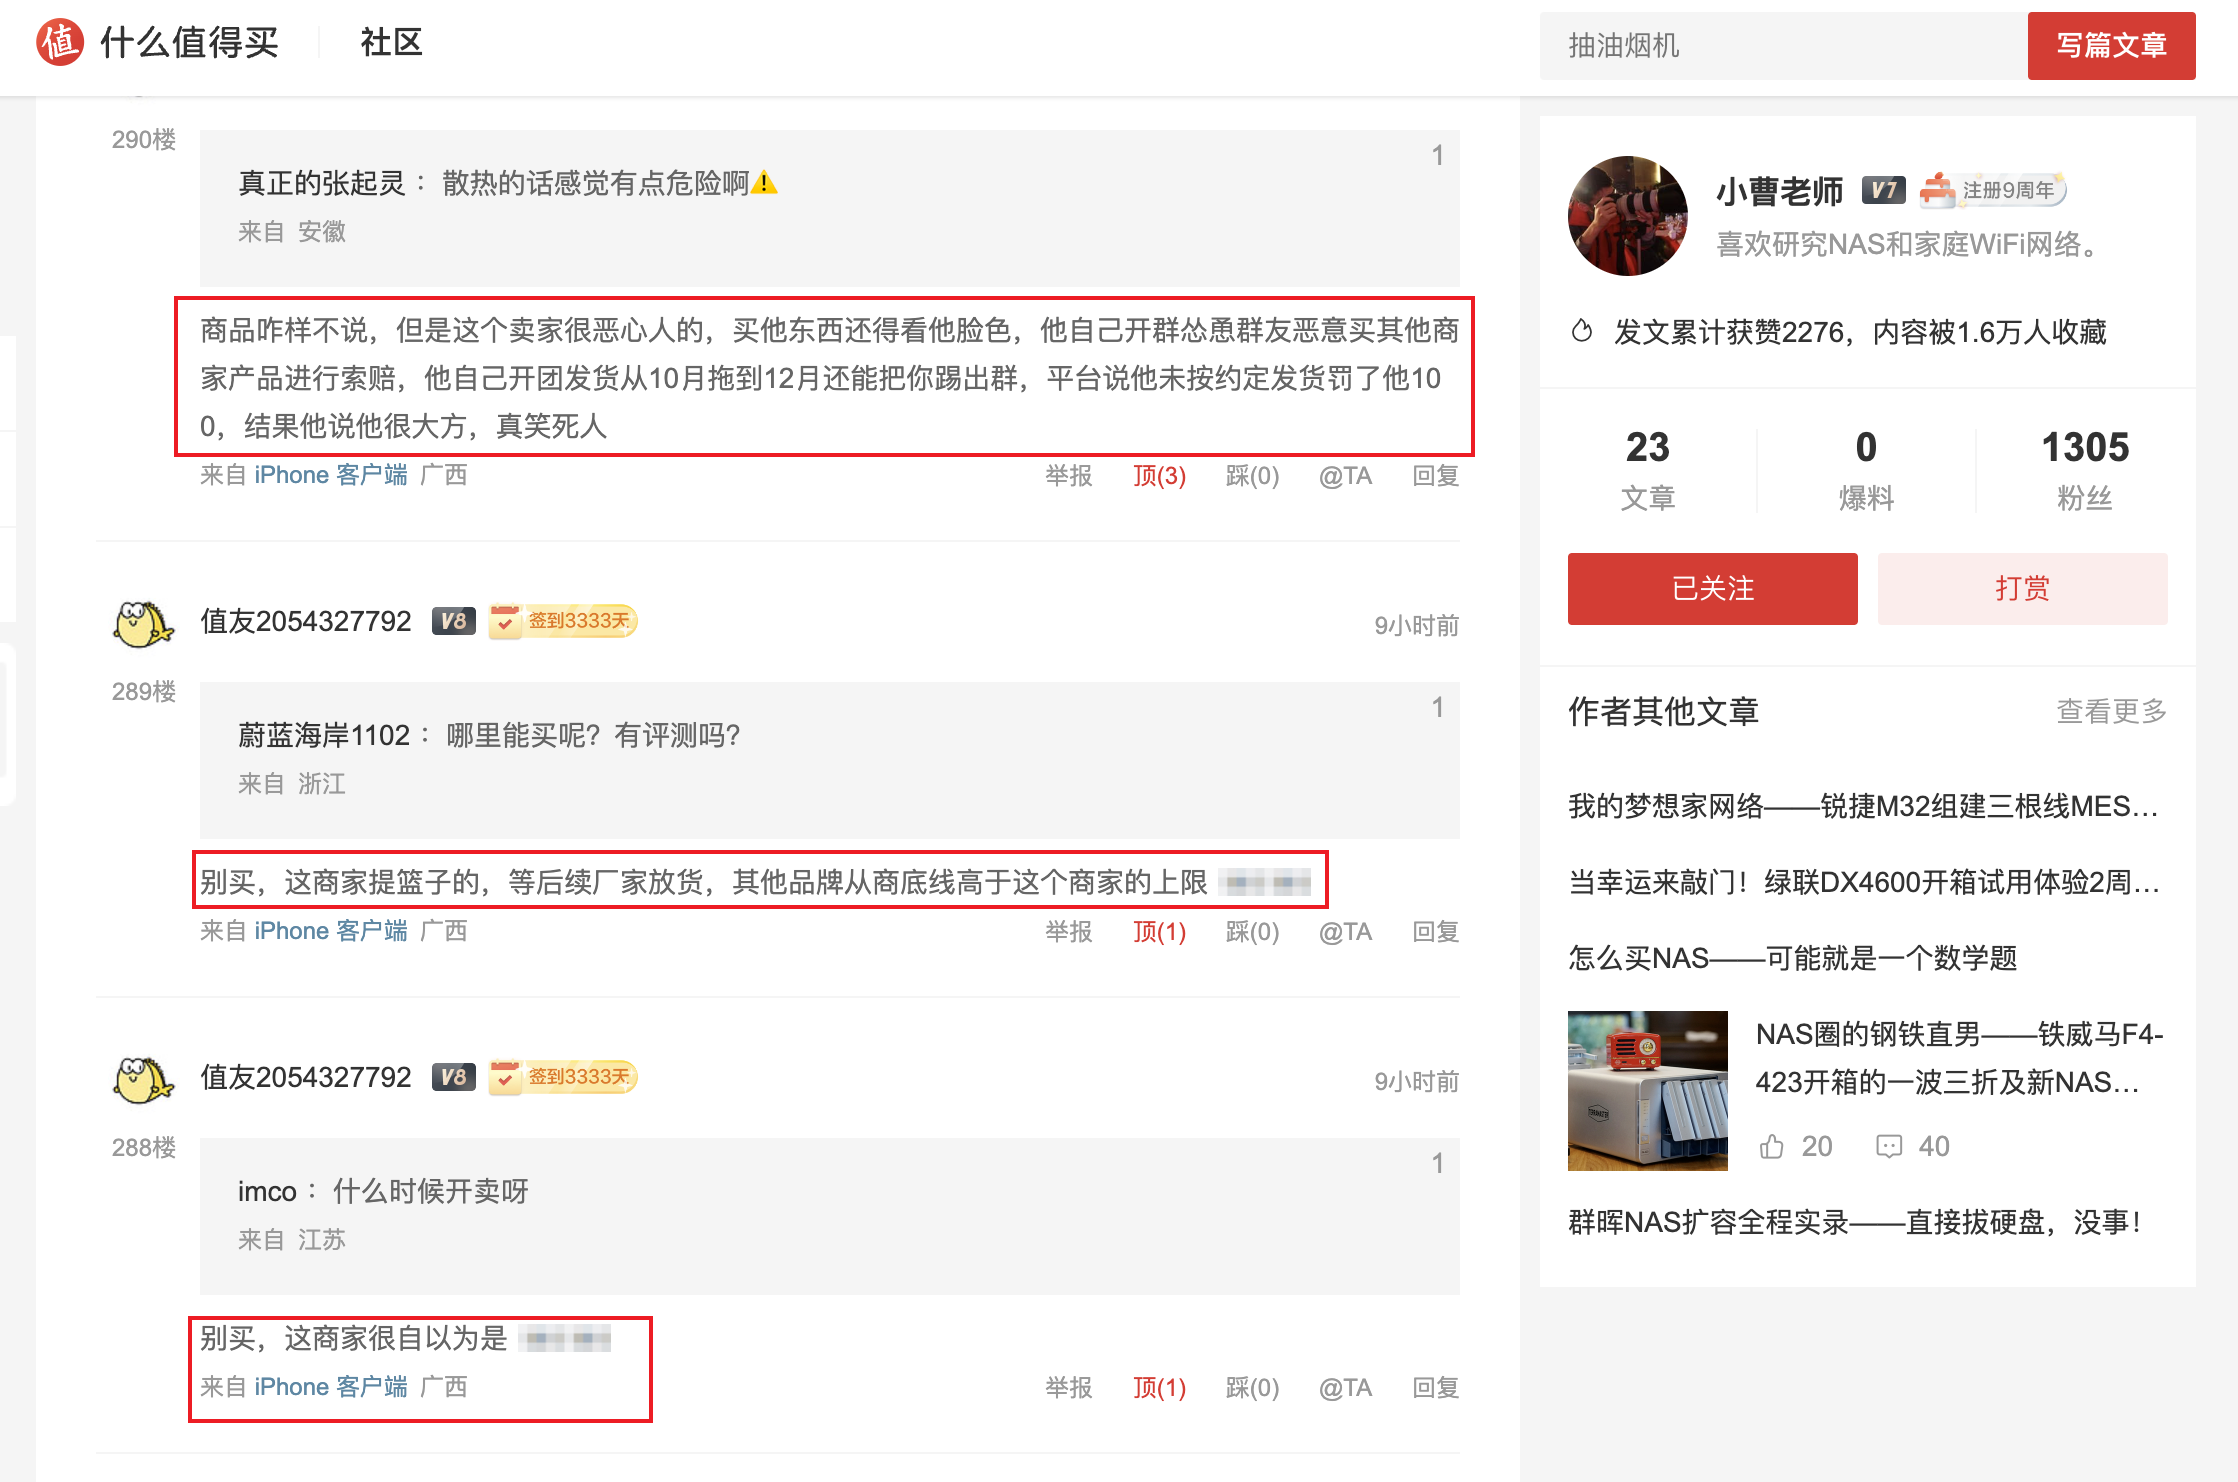 值 什么值得买 社区
抽油烟机 写篇文章
290楼
1
真正的张起灵： 散热的话感觉有点危险啊⚠️
来自 安徽
商品咋样不说，但是这个卖家很恶心人的，买他东西还得看他脸色，他自己开群怂恿群友恶意买其他商
家产品进行索赔，他自己开团发货从10月拖到12月还能把你踢出群，平台说他未按约定发货罚了他10
0，结果他说他很大方，真笑死人
来自 iPhone 客户端 广西 举报 顶(3) 踩(0) @TA 回复
值友2054327792 V8 签到3333天 9小时前
289楼
1
蔚蓝海岸1102： 哪里能买呢？有评测吗？
来自 浙江
别买，这商家提篮子的，等后续厂家放货，其他品牌从商底线高于这个商家的上限
来自 iPhone 客户端 广西 举报 顶(1) 踩(0) @TA 回复
值友2054327792 V8 签到3333天 9小时前
288楼
1
imco： 什么时候开卖呀
来自 江苏
别买，这商家很自以为是
来自 iPhone 客户端 广西 举报 顶(1) 踩(0) @TA 回复
小曹老师 V7 注册9周年
喜欢研究NAS和家庭WiFi网络。
发文累计获赞2276，内容被1.6万人收藏
23 0 1305
文章 爆料 粉丝
已关注 打赏
作者其他文章 查看更多
我的梦想家网络——锐捷M32组建三根线MES...
当幸运来敲门！绿联DX4600开箱试用体验2周...
怎么买NAS——可能就是一个数学题
NAS圈的钢铁直男——铁威马F4-
423开箱的一波三折及新NAS...
20 40
群晖NAS扩容全程实录——直接拔硬盘，没事！